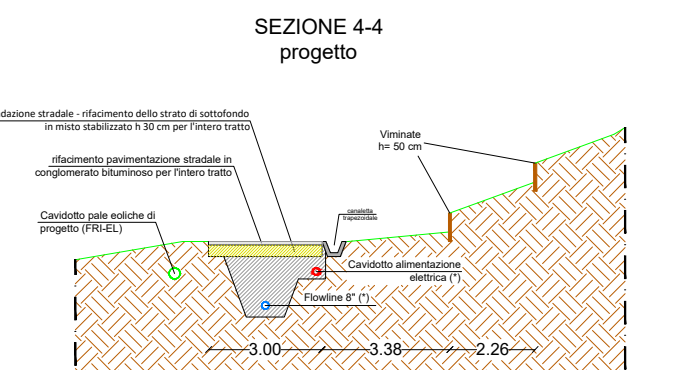 SEZIONE 4-4
progetto
dazione stradale - rifacimento dello strato di sottofondo
in misto stabilizzato h 30 cm per l'intero tratto
Viminate
h= 50 cm
rifacimento pavimentazione stradale in
conglomerato bituminoso per l'intero tratto
canaletta
trapezoidale
Cavidotto pale eoliche di
progetto (FRI-EL)
Cavidotto alimentazione
elettrica (*)
Flowline 8" (*)
3.00
3.38
2.26